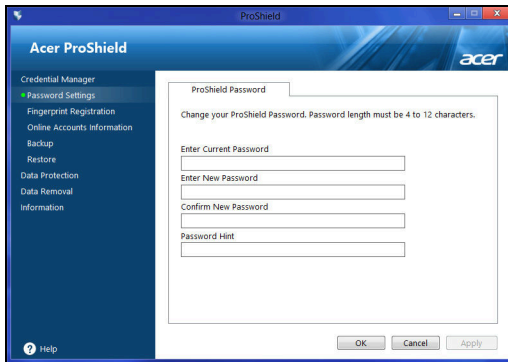 ProShield
Acer ProShield
acer
Credential Manager
Password Settings
Fingerprint Registration
Online Accounts Information
Backup
Restore
Data Protection
Data Removal
Information
Help
ProShield Password
Change your ProShield Password. Password length must be 4 to 12 characters.
Enter Current Password
Enter New Password
Confirm New Password
Password Hint
OK
Cancel
Apply